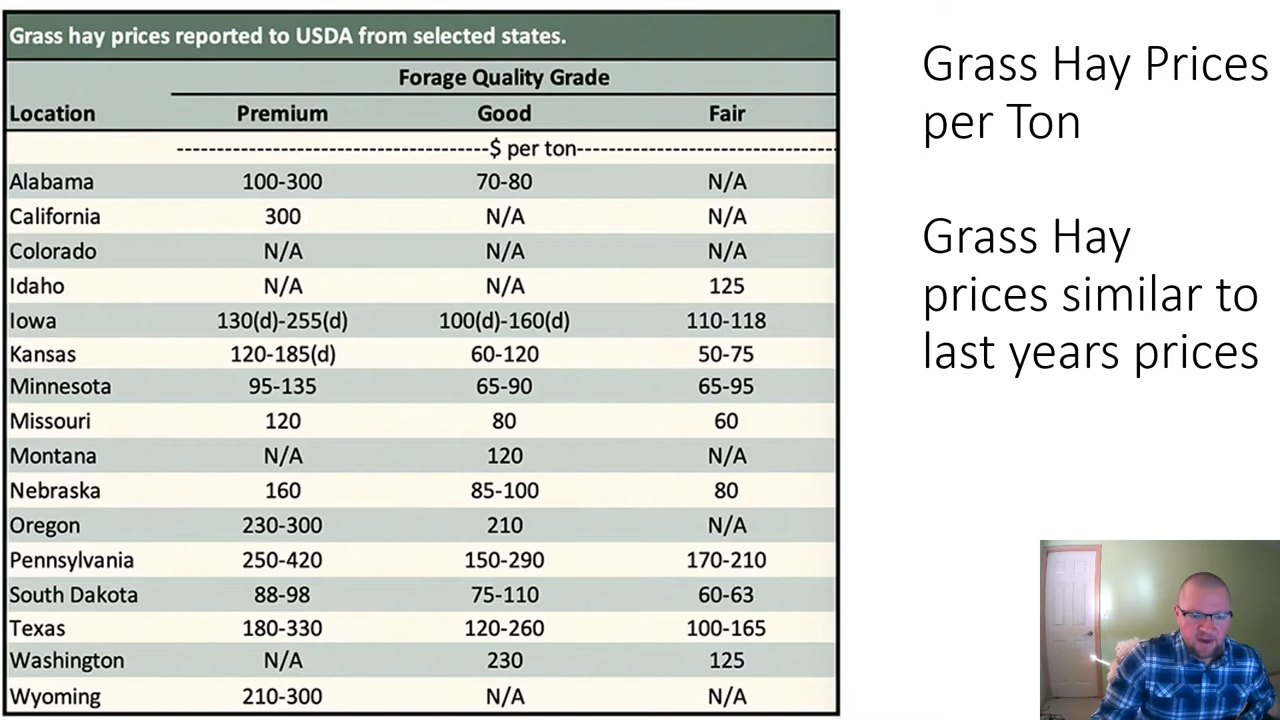 Grass hay prices reported to USDA from selected states.
Forage Quality Grade
Location Premium Good Fair
$ per ton
Alabama 100-300 70-80 N/A
California 300 N/A N/A
Colorado N/A N/A N/A
Idaho N/A N/A 125
Iowa 130(d)-255(d) 100(d)-160(d) 110-118
Kansas 120-185(d) 60-120 50-75
Minnesota 95-135 65-90 65-95
Missouri 120 80 60
Montana N/A 120 N/A
Nebraska 160 85-100 80
Oregon 230-300 210 N/A
Pennsylvania 250-420 150-290 170-210
South Dakota 88-98 75-110 60-63
Texas 180-330 120-260 100-165
Washington N/A 230 125
Wyoming 210-300 N/A N/A
Grass Hay Prices
per Ton
Grass Hay
prices similar to
last years prices